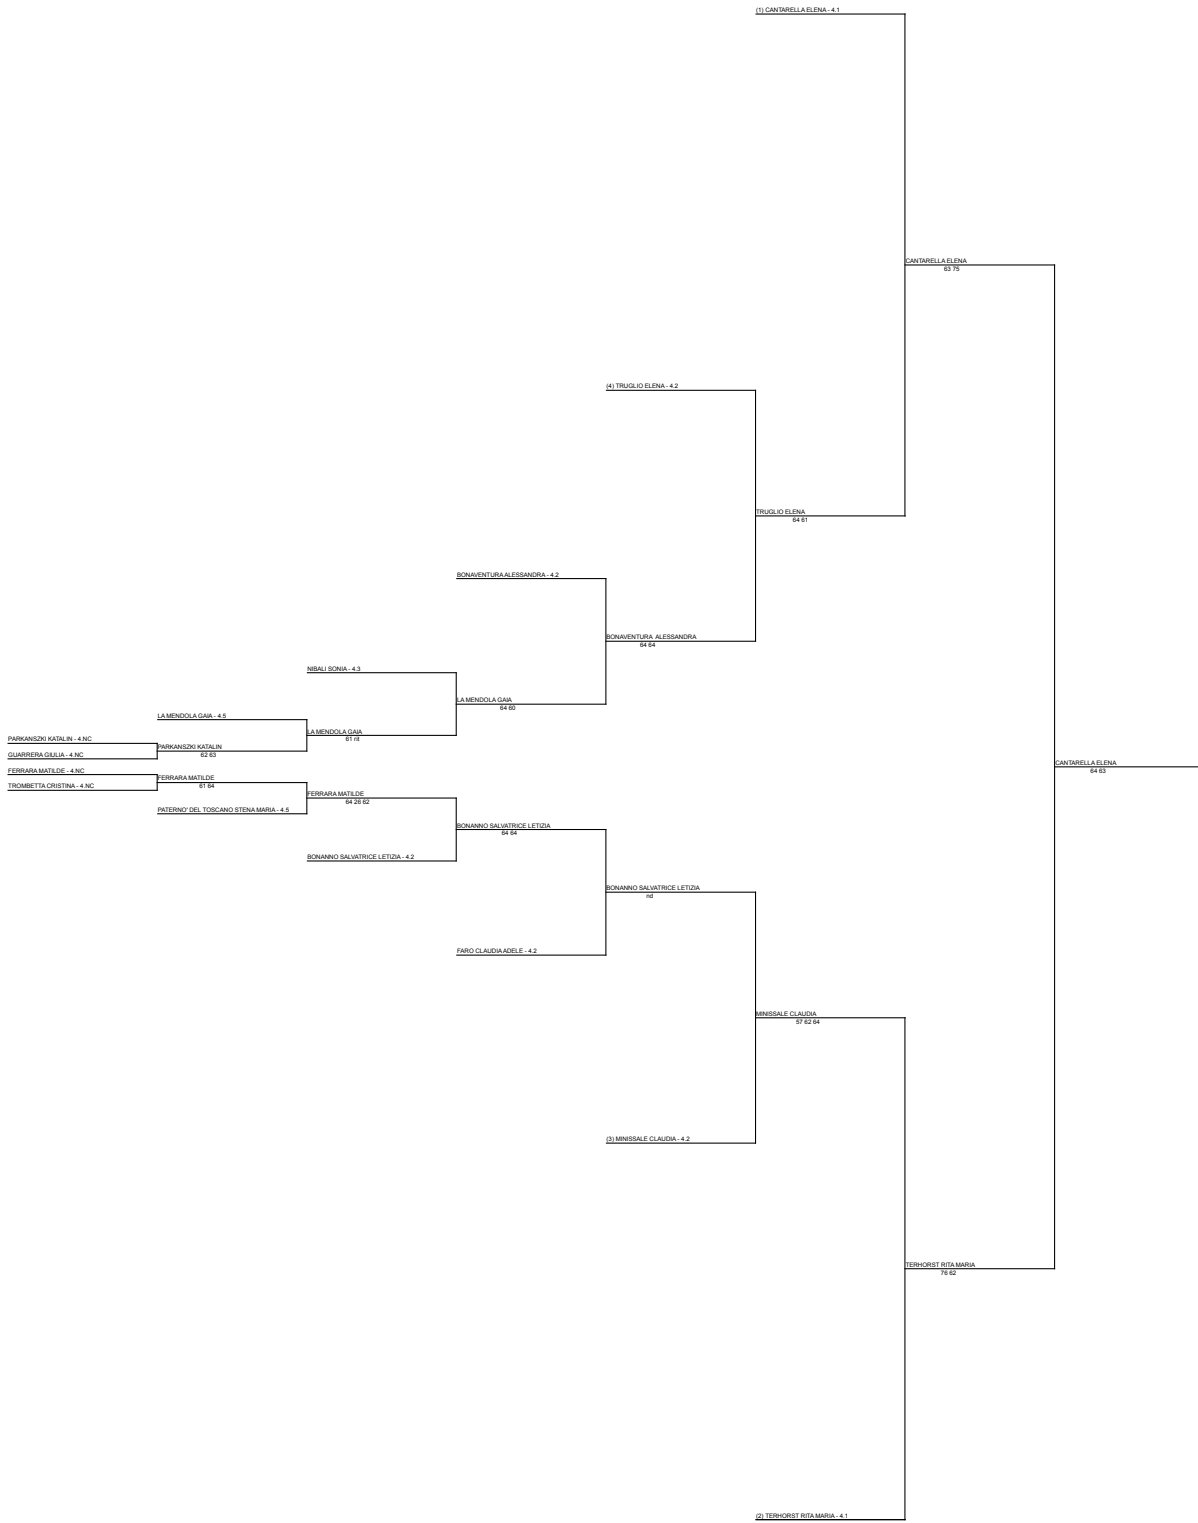 (1) CANTARELLA ELENA - 4.1
CANTARELLA ELENA
63 75
(4) TRUGLIO ELENA - 4.2
TRUGLIO ELENA
64 61
BONAVENTURA ALESSANDRA - 4.2
BONAVENTURA ALESSANDRA
64 64
NIBALI SONIA - 4.3
LA MENDOLA GAIA
64 60
LA MENDOLA GAIA - 4.5
LA MENDOLA GAIA
61 rit
PARKANSZKI KATALIN - 4.NC
PARKANSZKI KATALIN
62 63
GUARRERA GIULIA - 4.NC
CANTARELLA ELENA
64 63
FERRARA MATILDE - 4.NC
FERRARA MATILDE
61 64
TROMBETTA CRISTINA - 4.NC
FERRARA MATILDE
64 26 62
PATERNO' DEL TOSCANO STENA MARIA - 4.5
BONANNO SALVATRICE LETIZIA
64 64
BONANNO SALVATRICE LETIZIA - 4.2
BONANNO SALVATRICE LETIZIA
nd
FARO CLAUDIA ADELE - 4.2
MINISSALE CLAUDIA
57 62 64
(3) MINISSALE CLAUDIA - 4.2
TERHORST RITA MARIA
76 62
(2) TERHORST RITA MARIA - 4.1